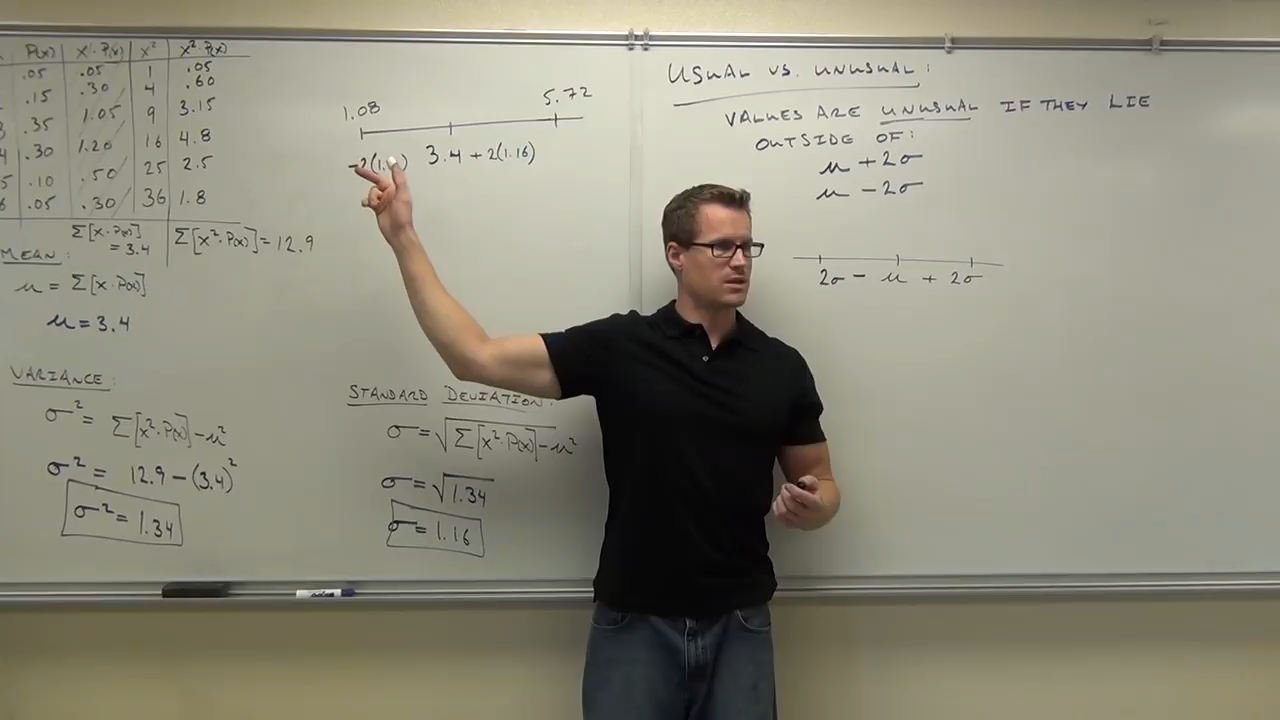 P(x) x·P(x) x² x²·P(x)
.05 .05 1 .05
.15 .30 4 .60
.35 1.05 9 3.15
.30 1.20 16 4.8
5 .10 .50 25 2.5
6 .05 .30 36 1.8
Σ[x·P(x)] = 3.4
Σ[x²·P(x)] = 12.9
MEAN:
μ = Σ[x·P(x)]
μ = 3.4
VARIANCE:
σ² = Σ[x²·P(x)] - μ²
σ² = 12.9 - (3.4)²
σ² = 1.34
1.08 5.72
-2(1. ) 3.4 + 2(1.16)
STANDARD DEVIATION:
σ = √Σ[x²·P(x)] - μ²
σ = √1.34
σ = 1.16
USUAL VS. UNUSUAL:
VALUES ARE UNUSUAL IF THEY LIE
OUTSIDE OF:
μ + 2σ
μ - 2σ
2σ - μ + 2σ